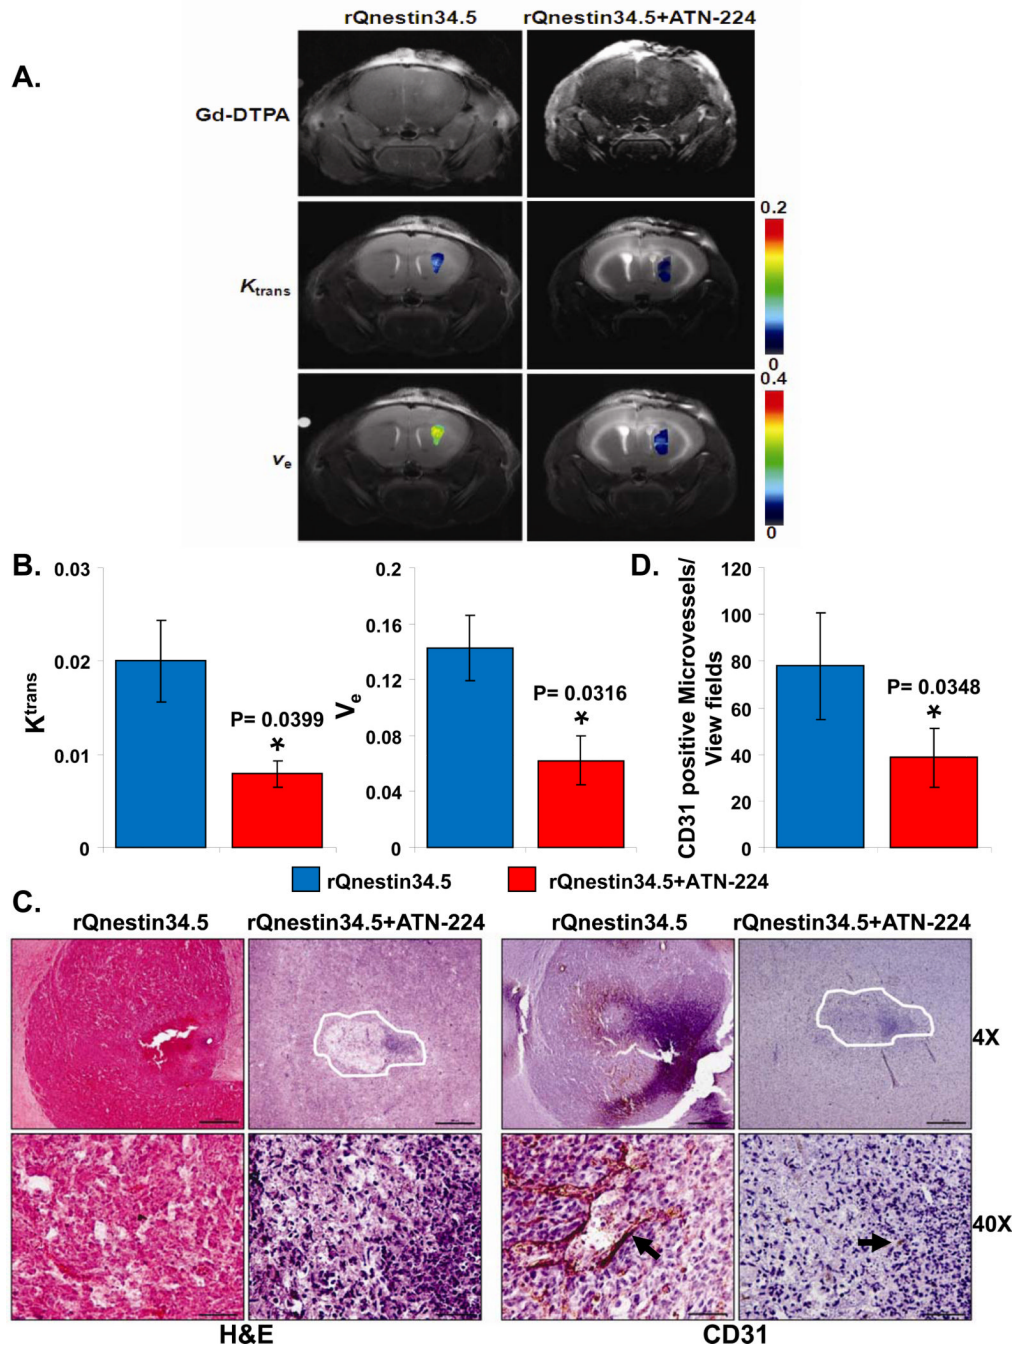 rQnestin34.5 rQnestin34.5+ATN-224
A.
Gd-DTPA
0.2
Ktrans
0
0.4
ve
0
B.
0.03
0.02
0.01
0
Ktrans
P= 0.0399
*
0.2
0.16
0.12
0.08
0.04
0
Ve
P= 0.0316
*
D.
120
100
80
60
40
20
0
CD31 positive Microvessels/
View fields
P= 0.0348
*
rQnestin34.5 rQnestin34.5+ATN-224
C.
rQnestin34.5 rQnestin34.5+ATN-224 rQnestin34.5 rQnestin34.5+ATN-224
4X
40X
H&E CD31